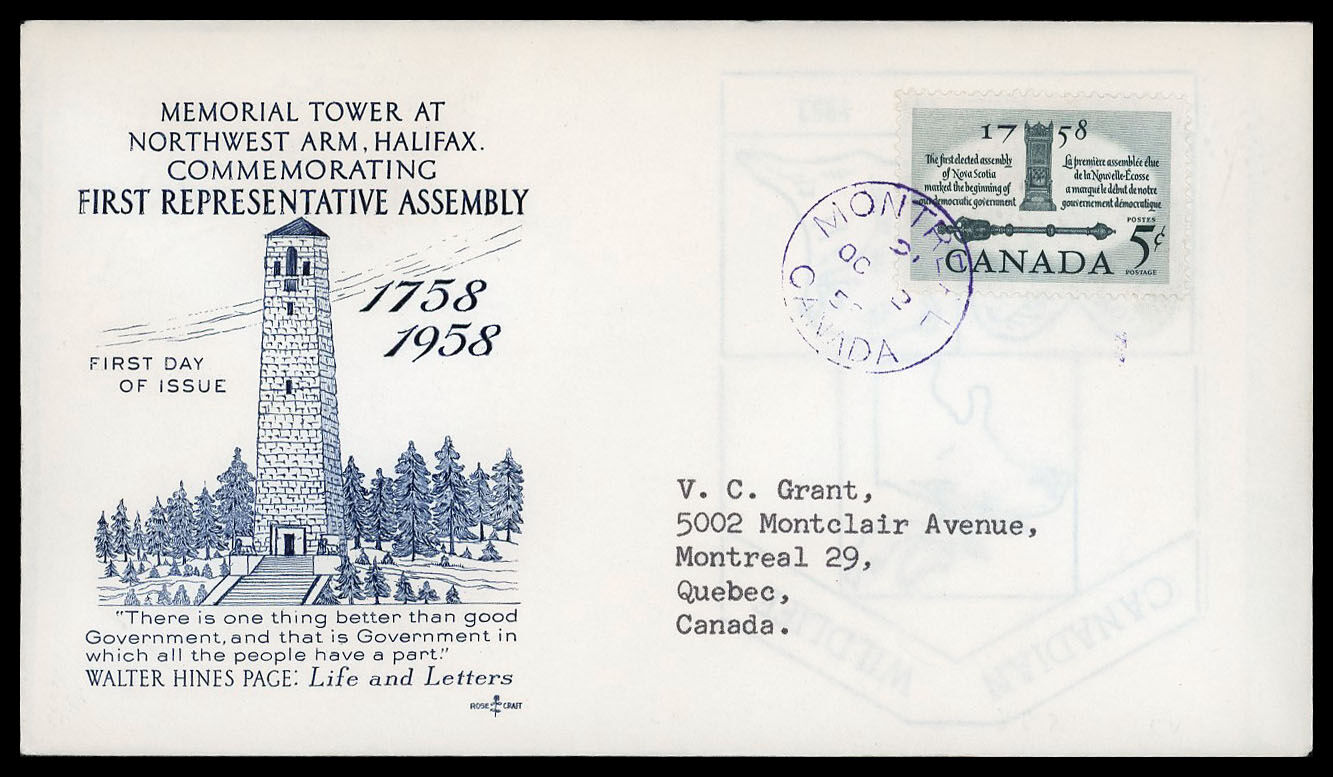 MEMORIAL TOWER AT
NORTHWEST ARM, HALIFAX.
COMMEMORATING
FIRST REPRESENTATIVE ASSEMBLY
1758
1958
FIRST DAY
OF ISSUE
"There is one thing better than good
Government, and that is Government in
which all the people have a part."
WALTER HINES PAGE: Life and Letters
ROSE CRAFT
1758
The first elected assembly
of Nova Scotia
marked the beginning of
our democratic government
La première assemblée élue
de la Nouvelle-Écosse
a marqué le début de notre
gouvernement démocratique
POSTES
5¢
POSTAGE
CANADA
MONTREAL
OC
CANADA
V. C. Grant,
5002 Montclair Avenue,
Montreal 29,
Quebec,
Canada.
CANADIAN